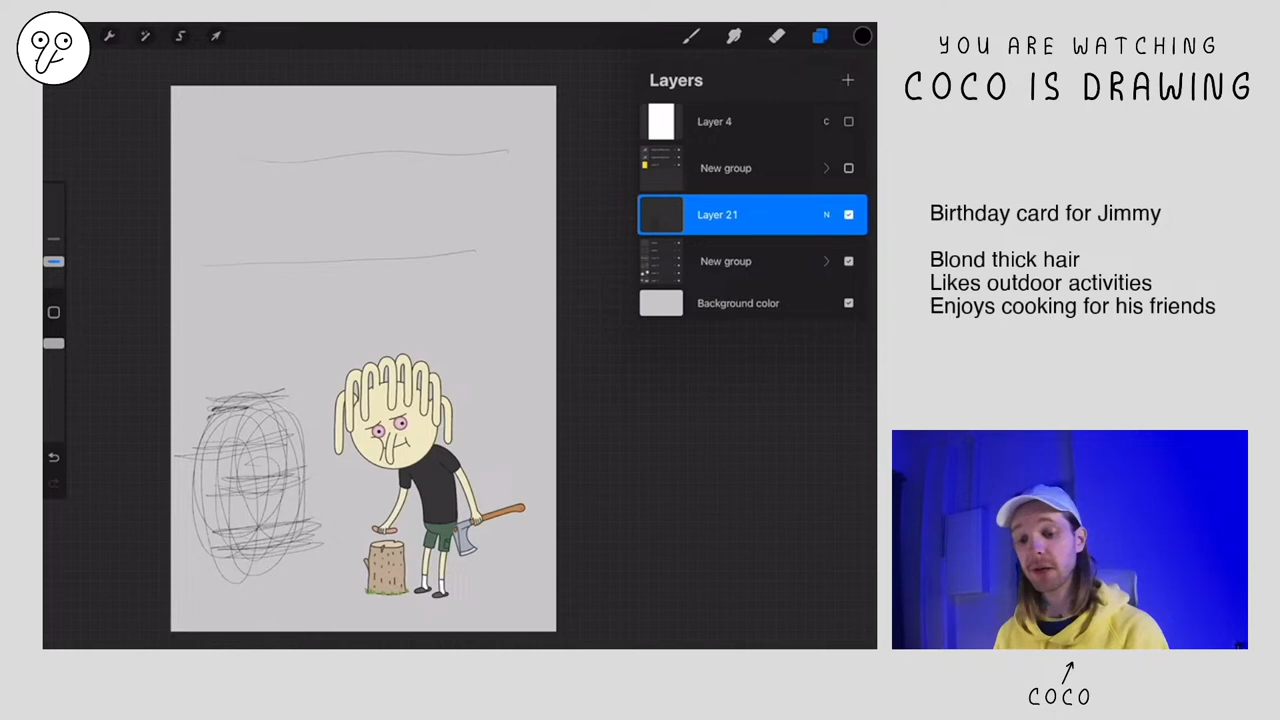 YOU ARE WATCHING
COCO IS DRAWING
Layers
Layer 4
C
New group
Layer 21
N
New group
Background color
Birthday card for Jimmy
Blond thick hair
Likes outdoor activities
Enjoys cooking for his friends
COCO